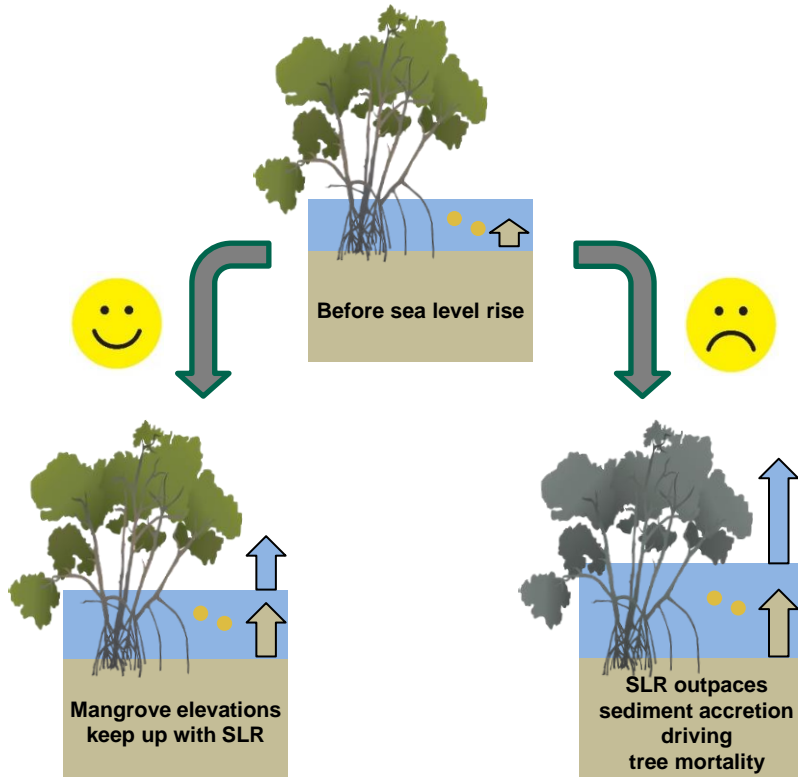 Before sea level rise
Mangrove elevations
keep up with SLR
SLR outpaces
sediment accretion
driving
tree mortality